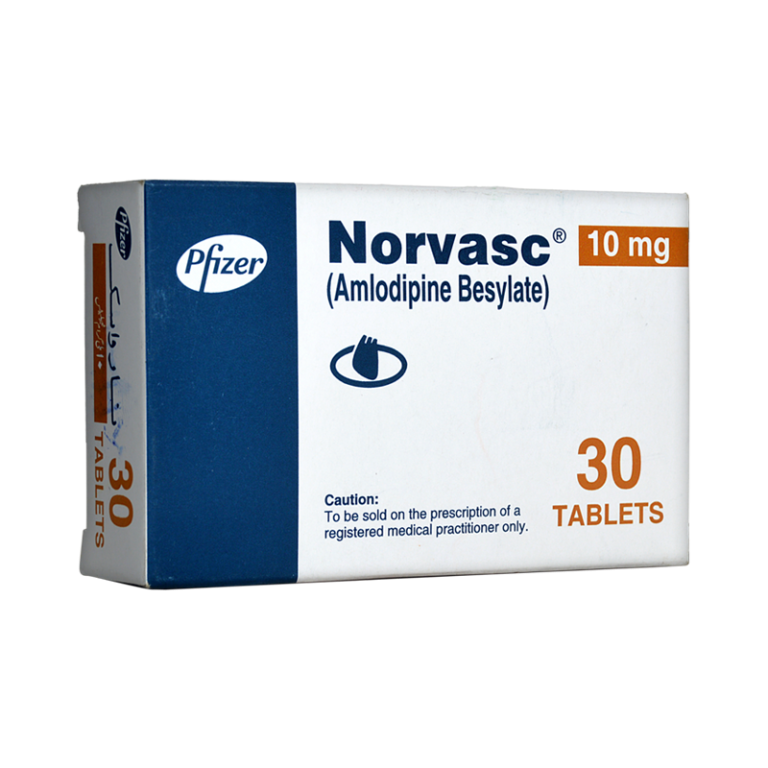 Pfizer
Norvasc®
10 mg
(Amlodipine Besylate)
Caution:
To be sold on the prescription of a
registered medical practitioner only.
30
TABLETS
Pfizer
30
TABLETS